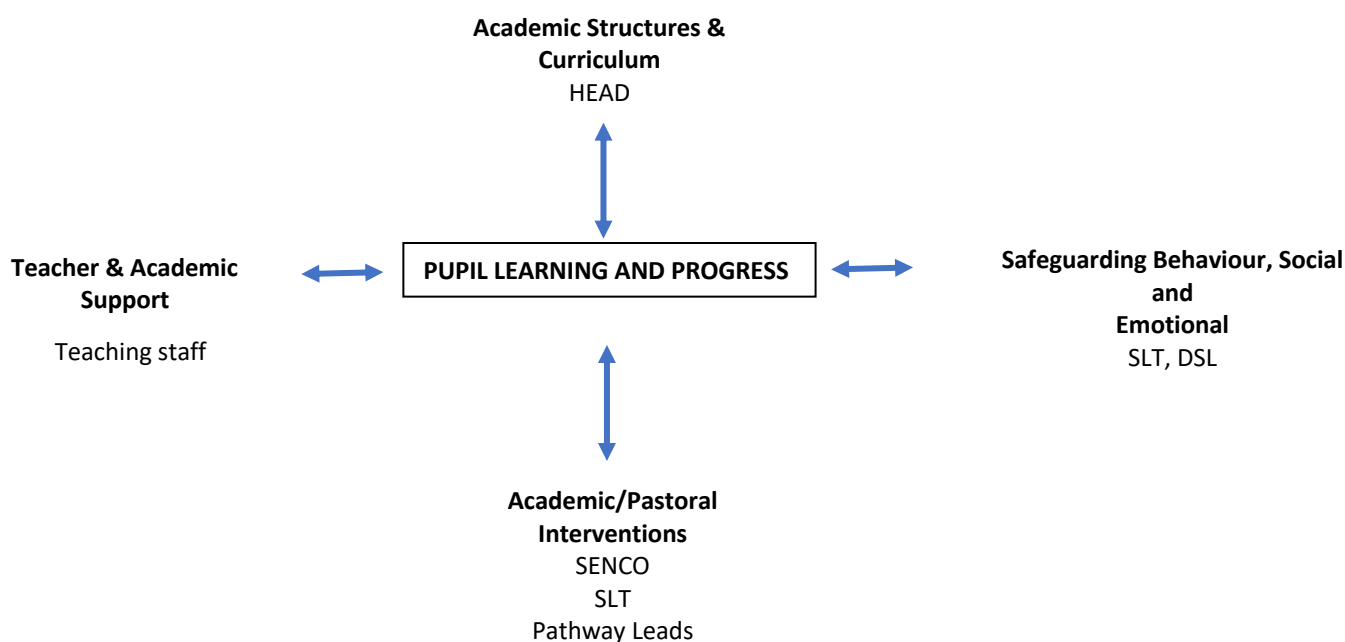 Academic Structures &
Curriculum
HEAD
Teacher & Academic
Support
Teaching staff
PUPIL LEARNING AND PROGRESS
Safeguarding Behaviour, Social
and
Emotional
SLT, DSL
Academic/Pastoral
Interventions
SENCO
SLT
Pathway Leads